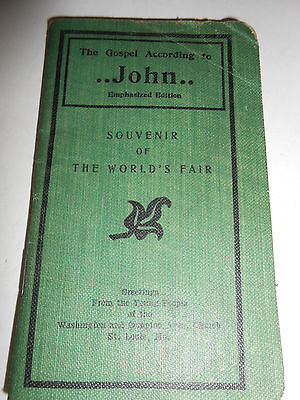 The Gospel According to
..John..
Emphasized Edition
SOUVENIR
OF
THE WORLD'S FAIR
Greetings
From the Young People
of the
Washington and Compton Aves. Church
St. Louis, Mo.